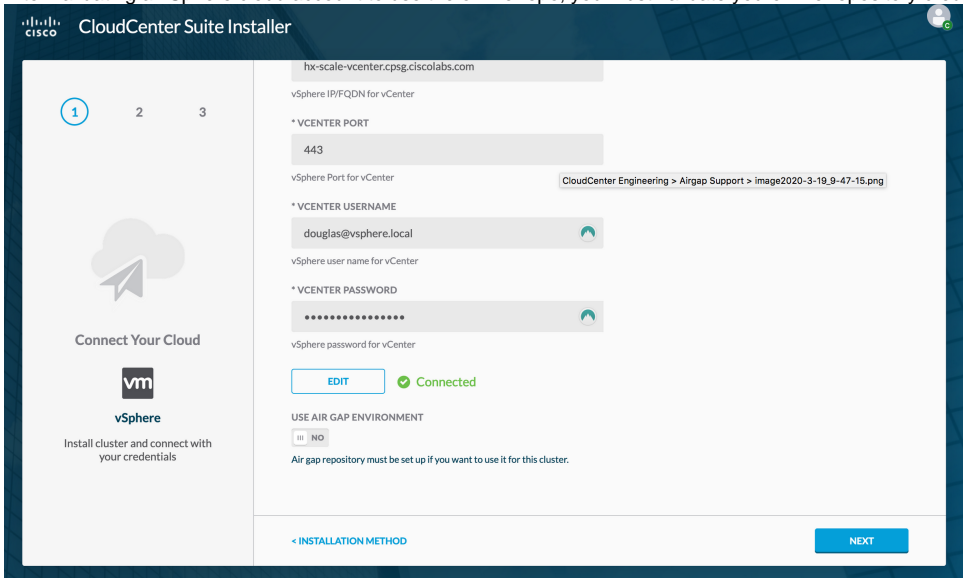 cisco CloudCenter Suite Installer
C
1 2 3
Connect Your Cloud
vm
vSphere
Install cluster and connect with
your credentials
hx-scale-vcenter.cpsg.ciscolabs.com
vSphere IP/FQDN for vCenter
* VCENTER PORT
443
vSphere Port for vCenter
CloudCenter Engineering > Airgap Support > image2020-3-19_9-47-15.png
* VCENTER USERNAME
douglas@vsphere.local
vSphere user name for vCenter
* VCENTER PASSWORD
••••••••••••••••
vSphere password for vCenter
EDIT Connected
USE AIR GAP ENVIRONMENT
NO
Air gap repository must be set up if you want to use it for this cluster.
< INSTALLATION METHOD
NEXT